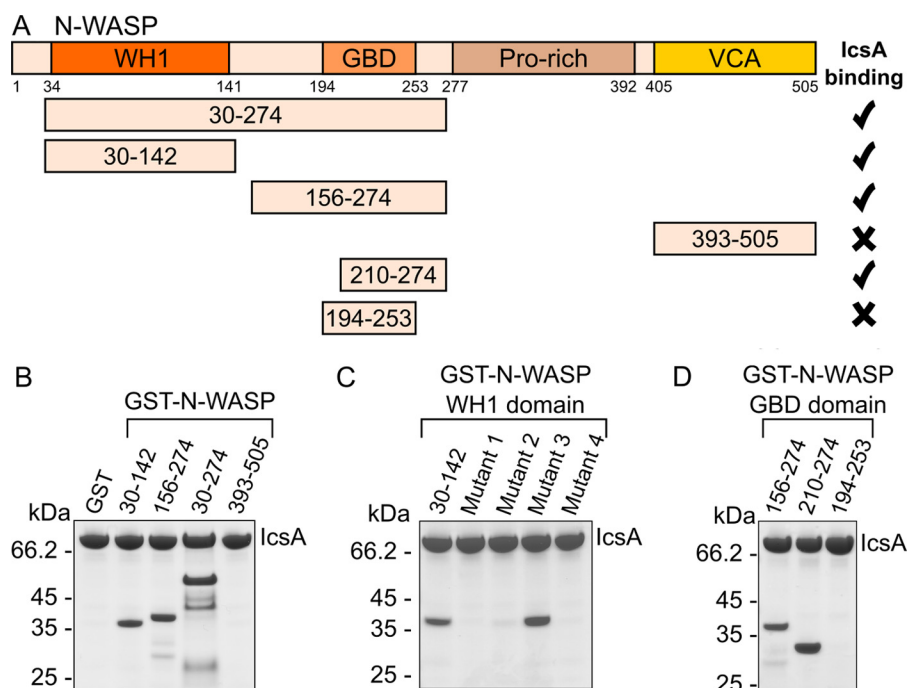 A N-WASP
WH1 GBD Pro-rich VCA IcsA binding
1 34 141 194 253 277 392 405 505
30-274
30-142
156-274
393-505
210-274
194-253
B
GST-N-WASP
GST 30-142 156-274 30-274 393-505
kDa
66.2 - IcsA
45 -
35 -
25 -
C
GST-N-WASP
WH1 domain
30-142 Mutant 1 Mutant 2 Mutant 3 Mutant 4
kDa
66.2 - IcsA
45 -
35 -
25 -
D
GST-N-WASP
GBD domain
156-274 210-274 194-253
kDa
66.2 - IcsA
45 -
35 -
25 -